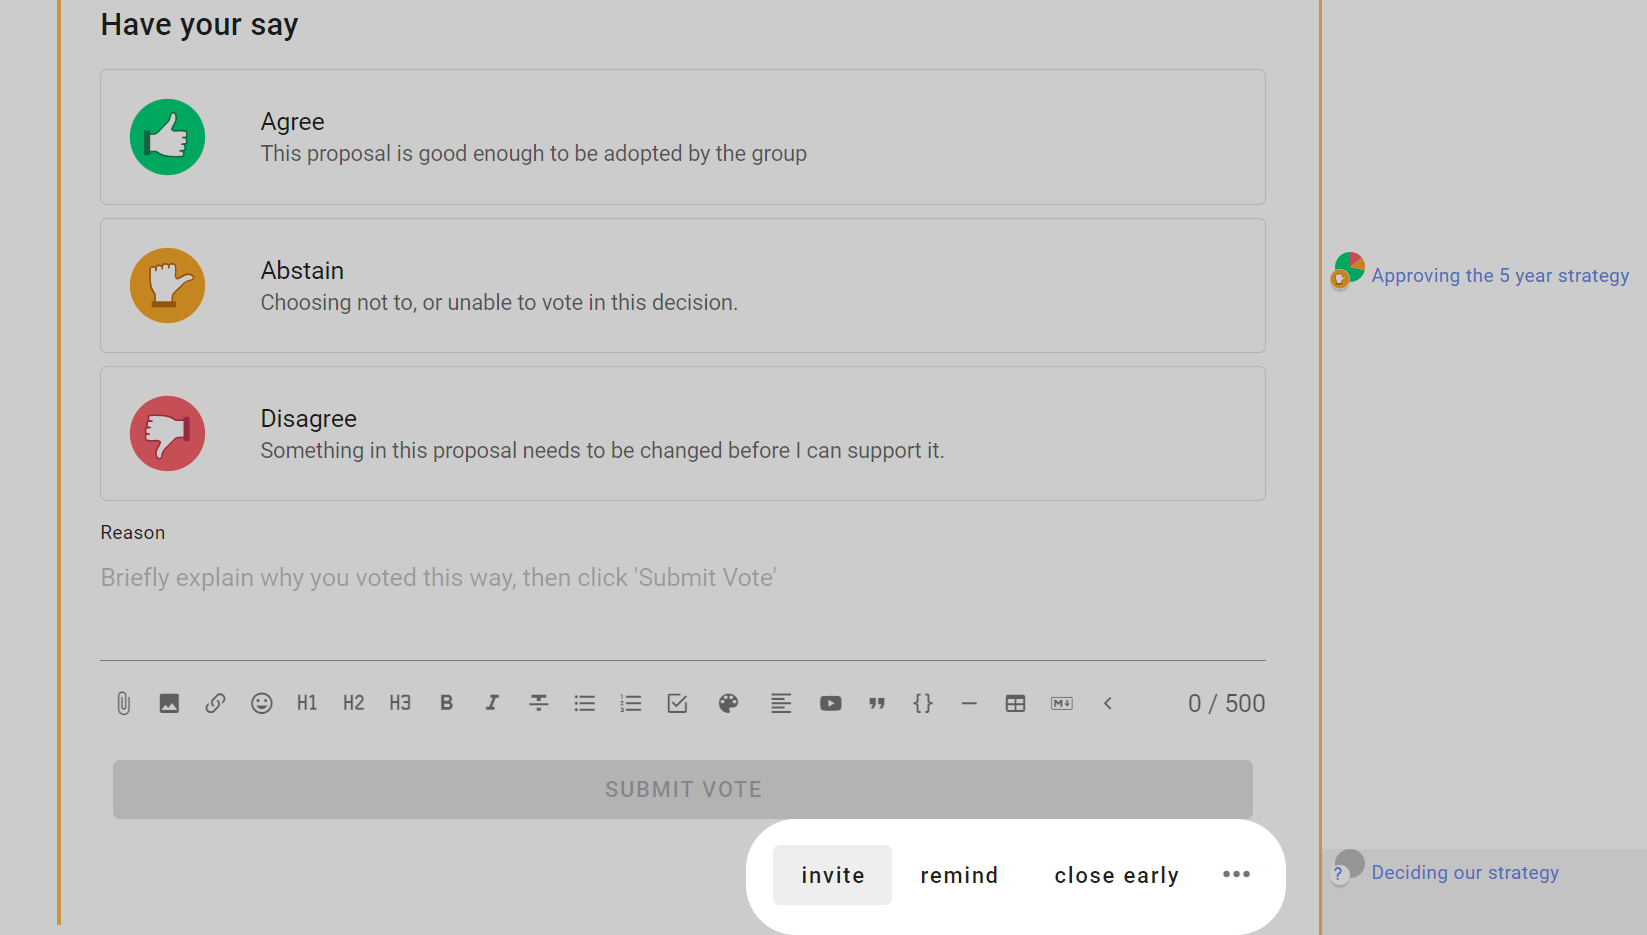 Have your say
Agree
This proposal is good enough to be adopted by the group
Abstain
Choosing not to, or unable to vote in this decision.
Disagree
Something in this proposal needs to be changed before I can support it.
Reason
Briefly explain why you voted this way, then click 'Submit Vote'
H1 H2 H3 B I S 1 2 3 " {} M 0 / 500
SUBMIT VOTE
invite remind close early •••
Approving the 5 year strategy
? Deciding our strategy